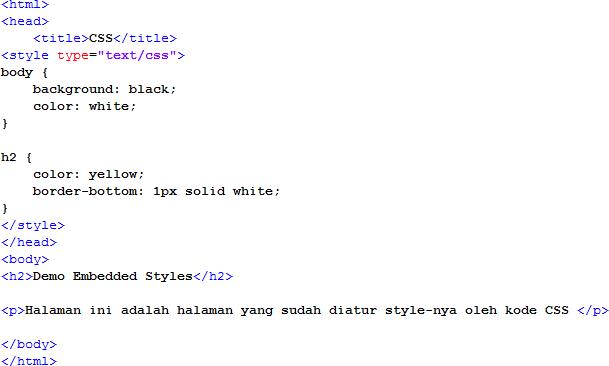 <html>
<head>
    <title>CSS</title>
<style type="text/css">
body {
    background: black;
    color: white;
}

h2 {
    color: yellow;
    border-bottom: 1px solid white;
}
</style>
</head>
<body>
<h2>Demo Embedded Styles</h2>

<p>Halaman ini adalah halaman yang sudah diatur style-nya oleh kode CSS </p>

</body>
</html>